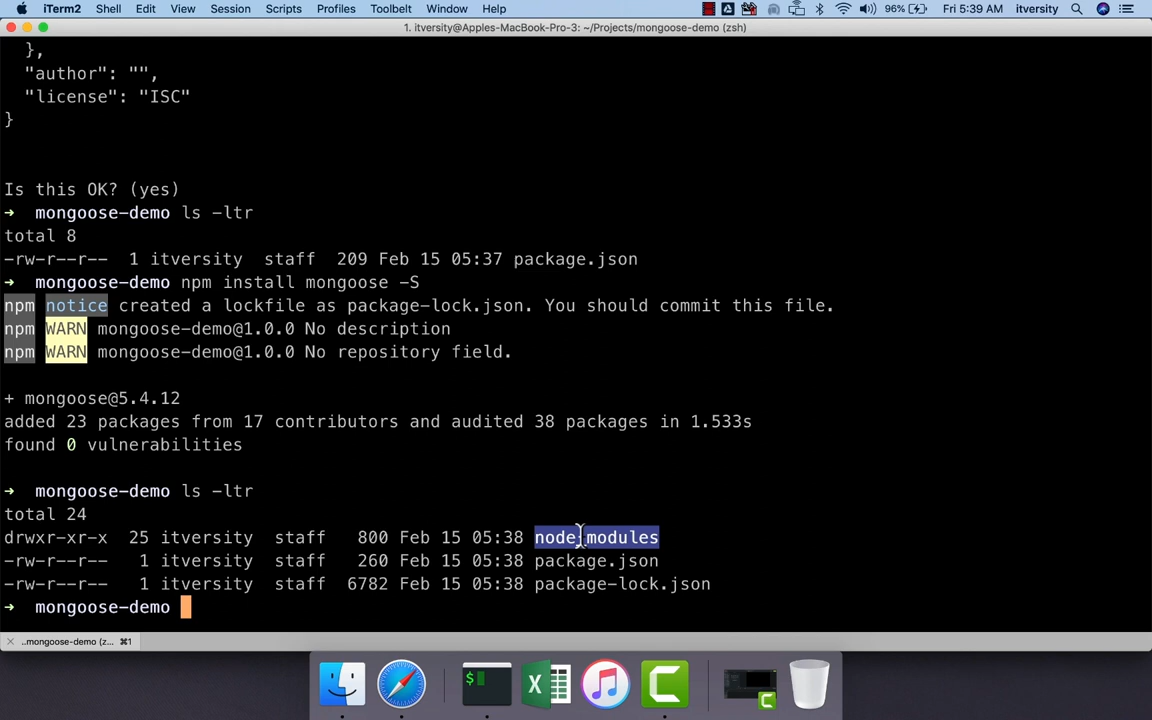 iTerm2 Shell Edit View Session Scripts Profiles Toolbelt Window Help 96% Fri 5:39 AM itversity
1. itversity@Apples-MacBook-Pro-3: ~/Projects/mongoose-demo (zsh)
},
"author": "",
"license": "ISC"
}
Is this OK? (yes)
➜ mongoose-demo ls -ltr
total 8
-rw-r--r-- 1 itversity staff 209 Feb 15 05:37 package.json
➜ mongoose-demo npm install mongoose -S
npm notice created a lockfile as package-lock.json. You should commit this file.
npm WARN mongoose-demo@1.0.0 No description
npm WARN mongoose-demo@1.0.0 No repository field.
+ mongoose@5.4.12
added 23 packages from 17 contributors and audited 38 packages in 1.533s
found 0 vulnerabilities
➜ mongoose-demo ls -ltr
total 24
drwxr-xr-x 25 itversity staff 800 Feb 15 05:38 node_modules
-rw-r--r-- 1 itversity staff 260 Feb 15 05:38 package.json
-rw-r--r-- 1 itversity staff 6782 Feb 15 05:38 package-lock.json
➜ mongoose-demo
..mongoose-demo (z... ⌘1